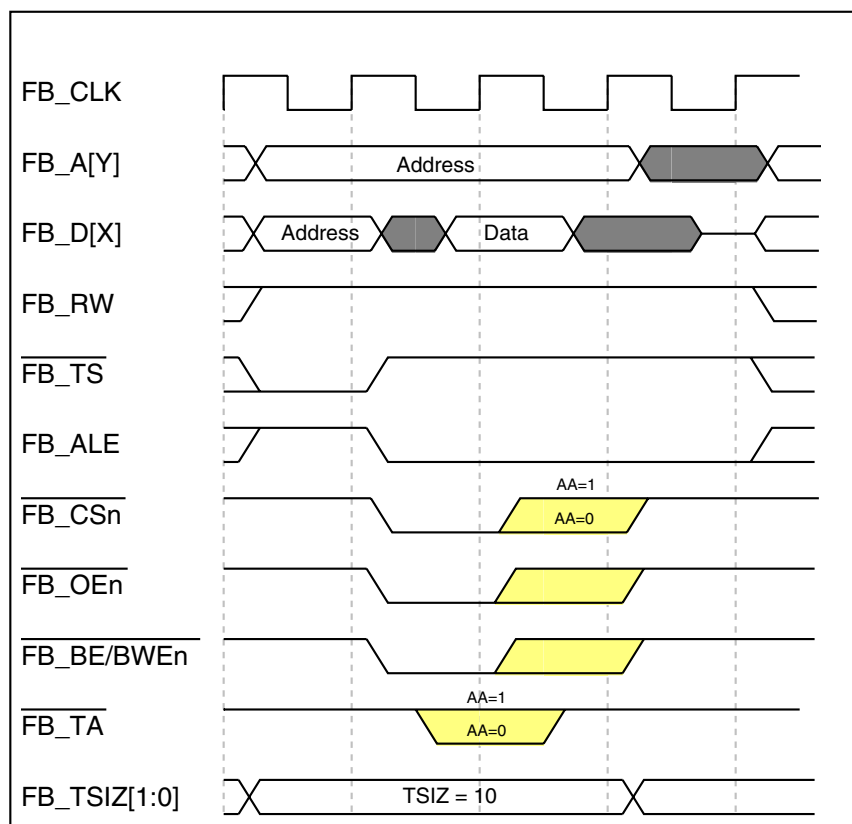 FB_CLK
FB_A[Y]
Address
FB_D[X]
Address
Data
FB_RW
FB_TS
FB_ALE
AA=1
FB_CSn
AA=0
FB_OEn
FB_BE/BWEn
AA=1
FB_TA
AA=0
FB_TSIZ[1:0]
TSIZ = 10